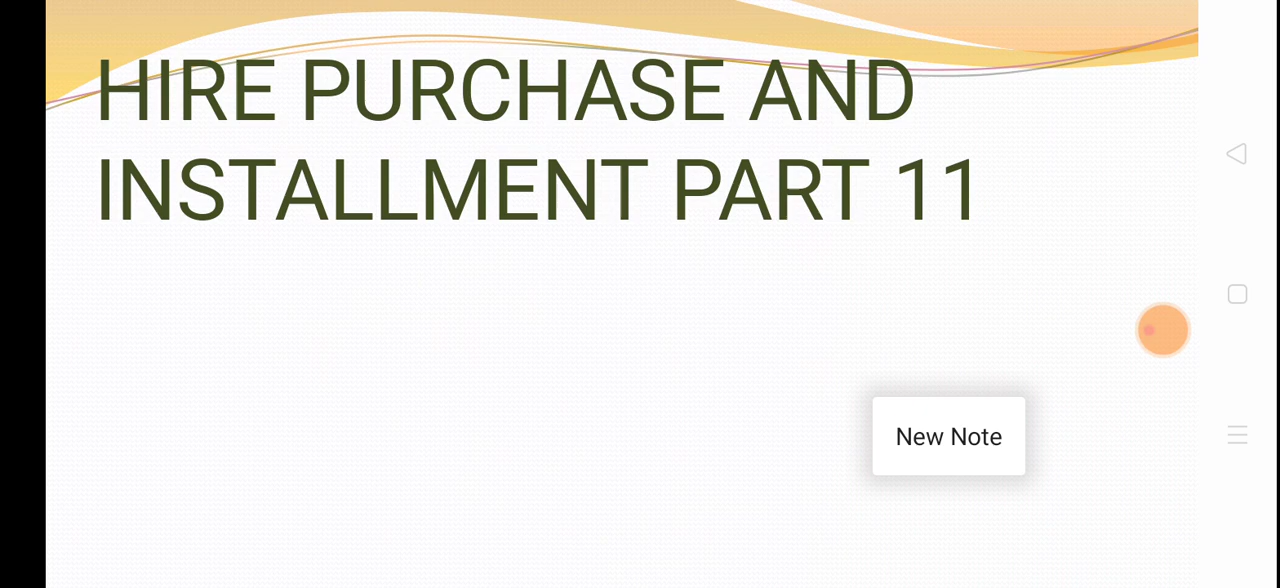 HIRE PURCHASE AND
INSTALLMENT PART 11
New Note